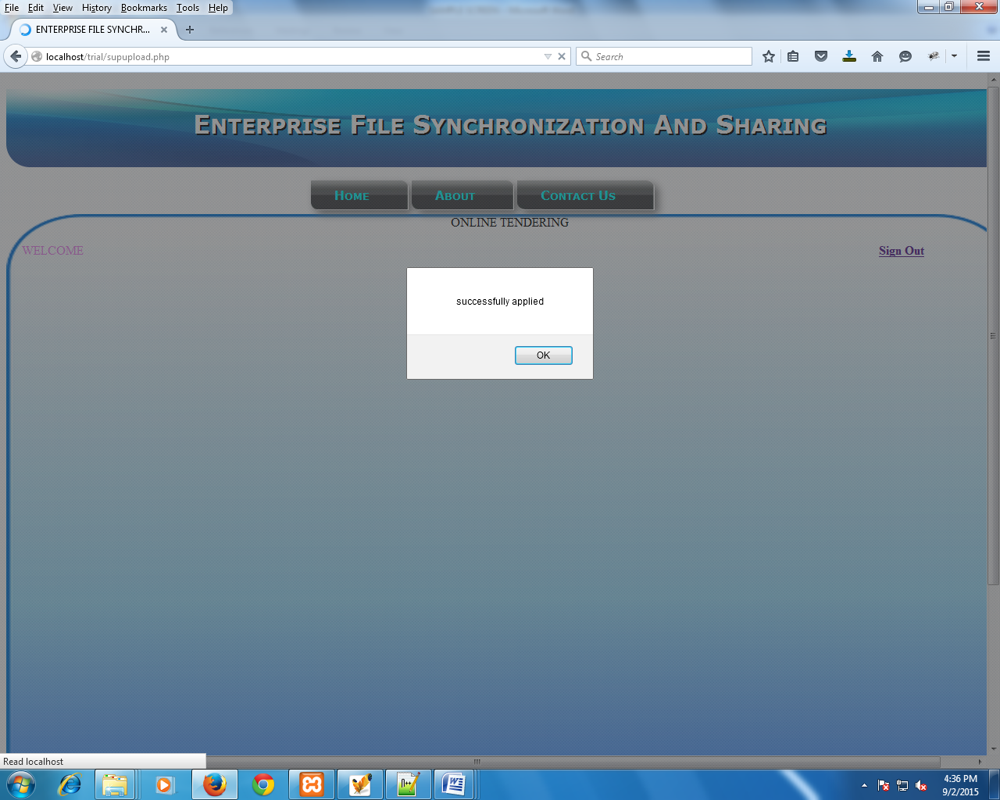 File Edit View History Bookmarks Tools Help
ENTERPRISE FILE SYNCHR...
localhost/trial/supupload.php
Search
Enterprise File Synchronization And Sharing
Home About Contact Us
ONLINE TENDERING
WELCOME Sign Out
successfully applied
OK
Read localhost
4:36 PM
9/2/2015